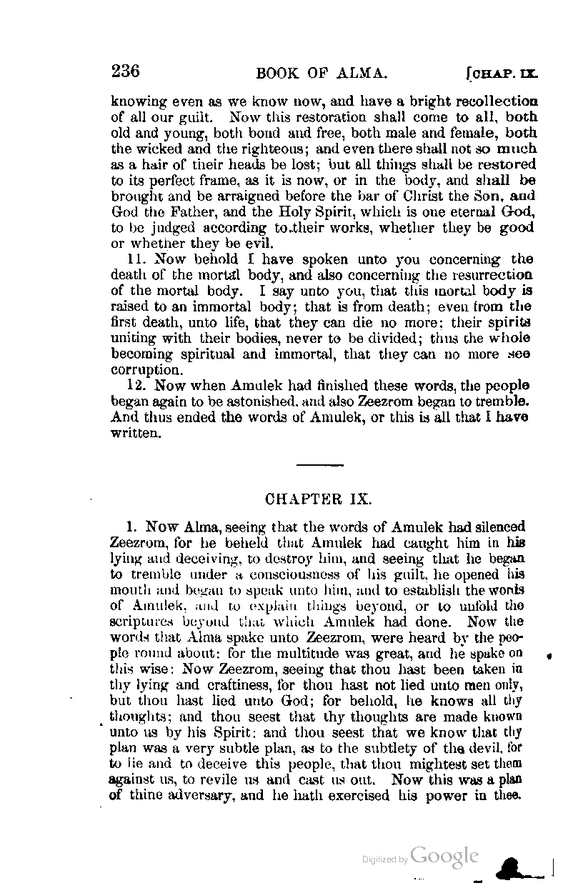 236 BOOK OF ALMA. [CHAP. IX.
knowing even as we know now, and have a bright recollection
of all our guilt. Now this restoration shall come to all, both
old and young, both bond and free, both male and female, both
the wicked and the righteous; and even there shall not so much
as a hair of their heads be lost; but all things shall be restored
to its perfect frame, as it is now, or in the body, and shall be
brought and be arraigned before the bar of Christ the Son, and
God the Father, and the Holy Spirit, which is one eternal God,
to be judged according to their works, whether they be good
or whether they be evil.
11. Now behold I have spoken unto you concerning the
death of the mortal body, and also concerning the resurrection
of the mortal body. I say unto you, that this mortal body is
raised to an immortal body; that is from death; even from the
first death, unto life, that they can die no more; their spirits
uniting with their bodies, never to be divided; thus the whole
becoming spiritual and immortal, that they can no more see
corruption.
12. Now when Amulek had finished these words, the people
began again to be astonished, and also Zeezrom began to tremble.
And thus ended the words of Amulek, or this is all that I have
written.
CHAPTER IX.
1. Now Alma, seeing that the words of Amulek had silenced
Zeezrom, for he beheld that Amulek had caught him in his
lying and deceiving, to destroy him, and seeing that he began
to tremble under a consciousness of his guilt, he opened his
mouth and began to speak unto him, and to establish the words
of Amulek, and to explain things beyond, or to unfold the
scriptures beyond that which Amulek had done. Now the
words that Alma spake unto Zeezrom, were heard by the peo-
ple round about: for the multitude was great, and he spake on
this wise: Now Zeezrom, seeing that thou hast been taken in
thy lying and craftiness, for thou hast not lied unto men only,
but thou hast lied unto God; for behold, he knows all thy
thoughts; and thou seest that thy thoughts are made known
unto us by his Spirit: and thou seest that we know that thy
plan was a very subtle plan, as to the subtlety of the devil, for
to lie and to deceive this people, that thou mightest set them
against us, to revile us and cast us out. Now this was a plan
of thine adversary, and he hath exercised his power in thee.
Digitized by Google